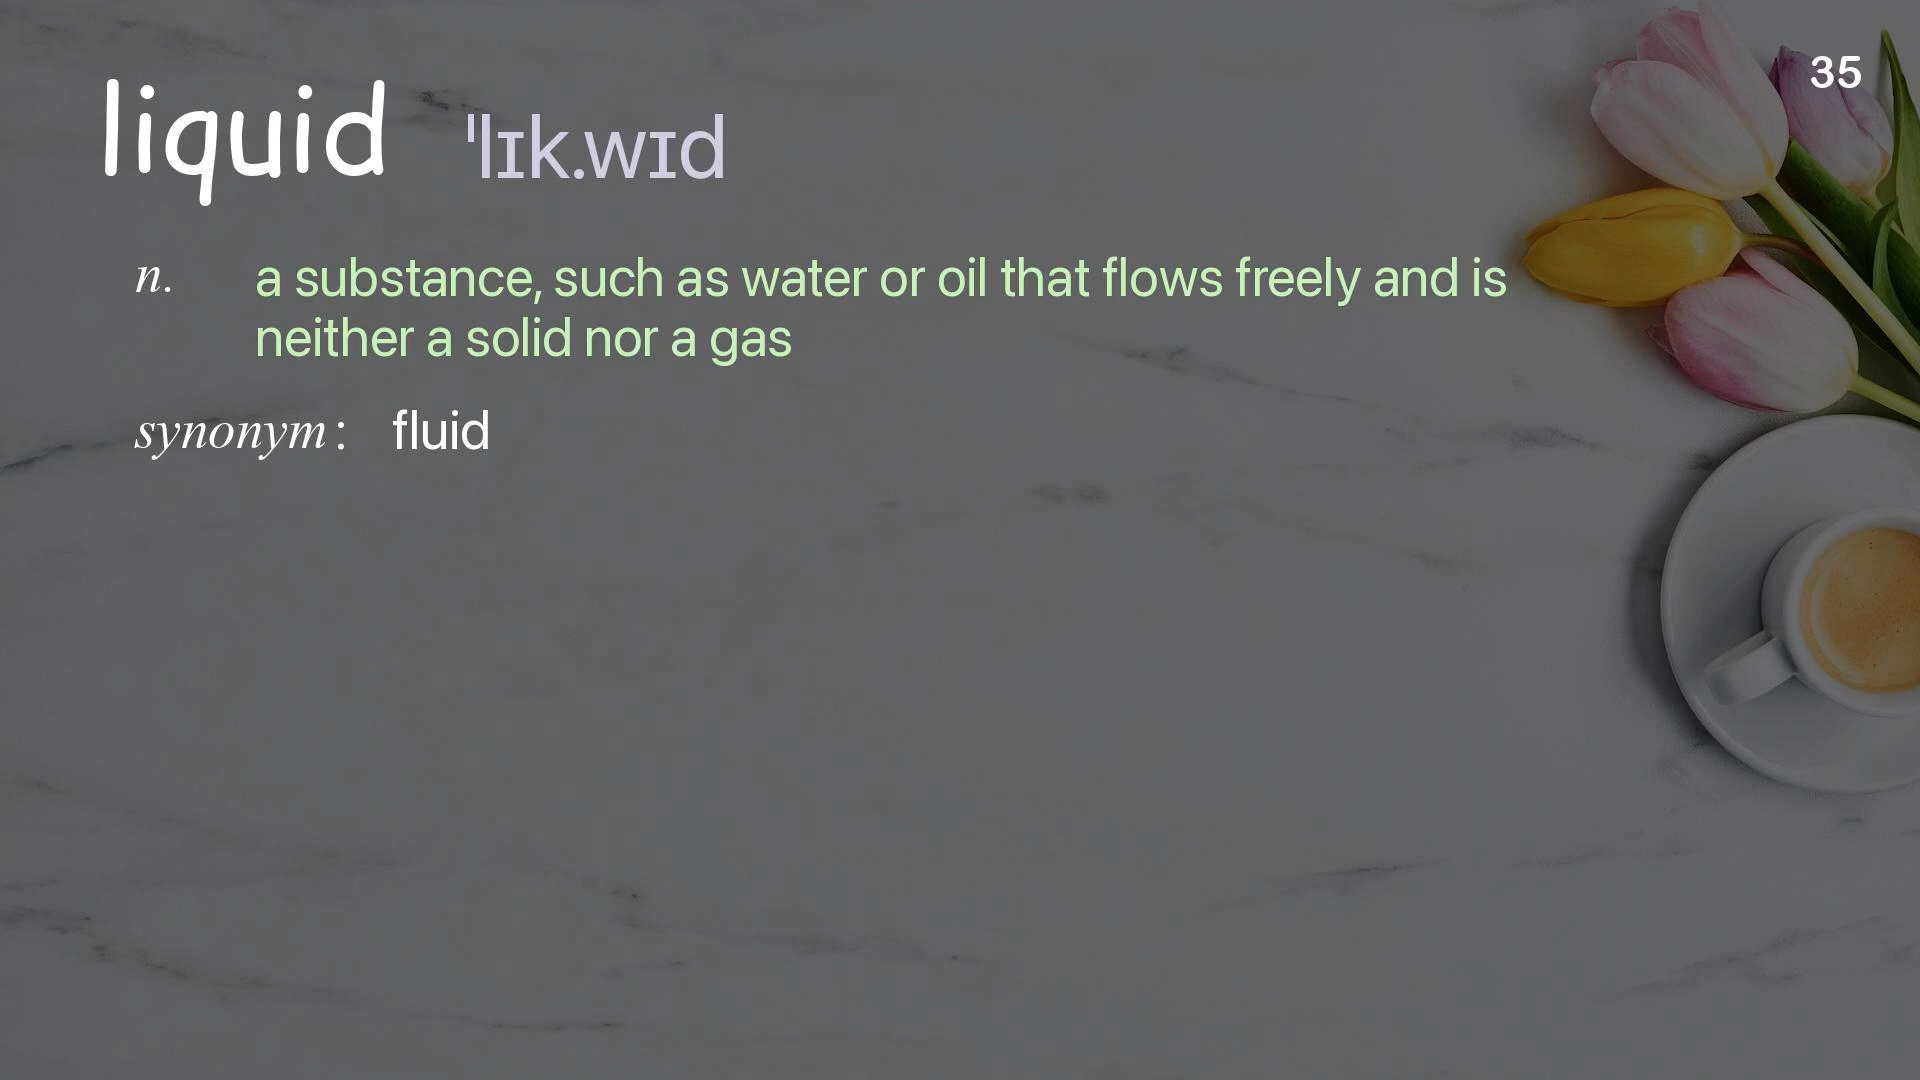 35
liquid ˈlɪk.wɪd
n. a substance, such as water or oil that flows freely and is
neither a solid nor a gas
synonym: fluid